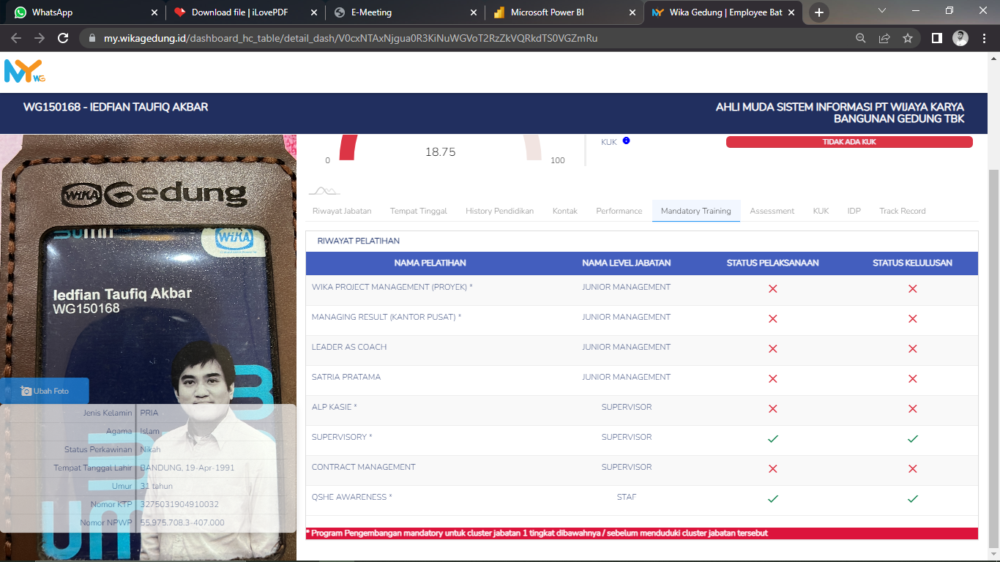 WhatsApp
Download file | iLovePDF
E-Meeting
Microsoft Power BI
Wika Gedung | Employee Bat
my.wikagedung.id/dashboard_hc_table/detail_dash/V0cxNTAxNjgua0R3KiNuWGVoT2RzZkVQRkdTS0VGZmRu
MY WG
WG150168 - IEDFIAN TAUFIQ AKBAR
AHLI MUDA SISTEM INFORMASI PT WIJAYA KARYA
BANGUNAN GEDUNG TBK
WIKA Gedung
WIKA
Iedfian Taufiq Akbar
WG150168
Ubah Foto
Jenis Kelamin PRIA
Agama Islam
Status Perkawinan Nikah
Tempat Tanggal Lahir BANDUNG, 19-Apr-1991
Umur 31 tahun
Nomor KTP 3275031904910032
Nomor NPWP 55.975.708.3-407.000
0 18.75 100
KUK TIDAK ADA KUK
Riwayat Jabatan Tempat Tinggal History Pendidikan Kontak Performance Mandatory Training Assessment KUK IDP Track Record
RIWAYAT PELATIHAN
NAMA PELATIHAN NAMA LEVEL JABATAN STATUS PELAKSANAAN STATUS KELULUSAN
WIKA PROJECT MANAGEMENT (PROYEK) * JUNIOR MANAGEMENT
MANAGING RESULT (KANTOR PUSAT) * JUNIOR MANAGEMENT
LEADER AS COACH JUNIOR MANAGEMENT
SATRIA PRATAMA JUNIOR MANAGEMENT
ALP KASIE * SUPERVISOR
SUPERVISORY * SUPERVISOR
CONTRACT MANAGEMENT SUPERVISOR
QSHE AWARENESS * STAF
* Program Pengembangan mandatory untuk cluster jabatan 1 tingkat dibawahnya / sebelum menduduki cluster jabatan tersebut